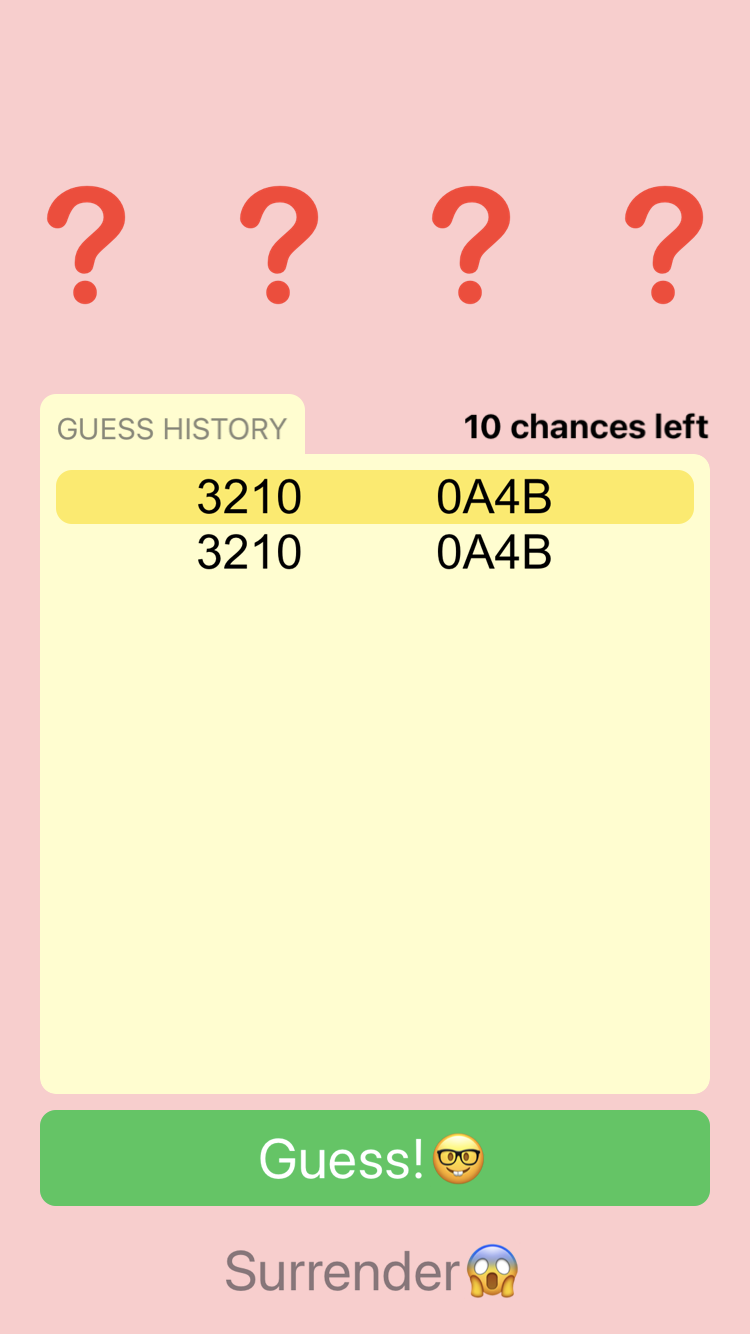 ❓ ❓ ❓ ❓
GUESS HISTORY 10 chances left
3210 0A4B
3210 0A4B
Guess!🤓
Surrender😱